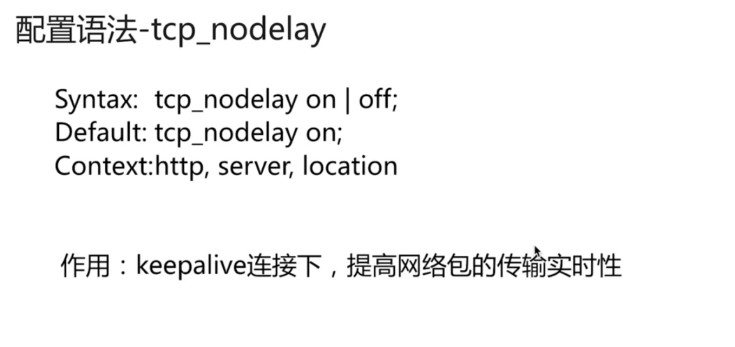 配置语法-tcp_nodelay
Syntax: tcp_nodelay on | off;
Default: tcp_nodelay on;
Context:http, server, location
作用：keepalive连接下，提高网络包的传输实时性